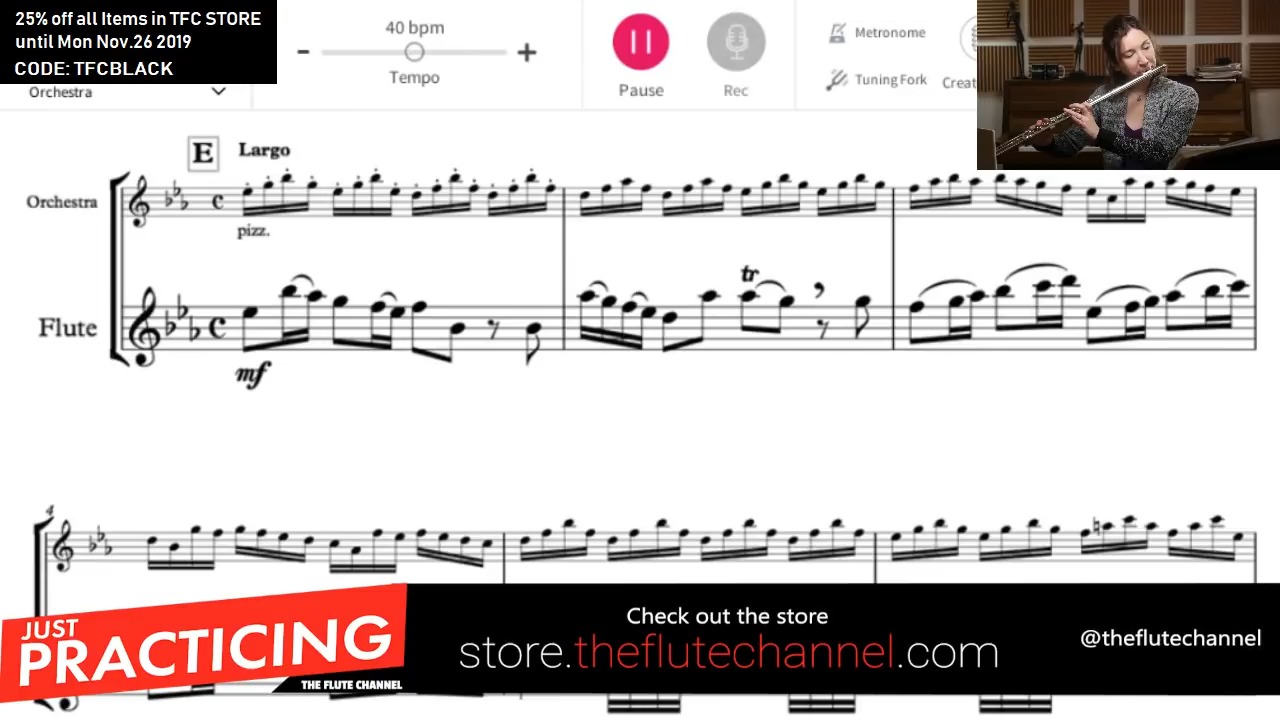 25% off all Items in TFC STORE
until Mon Nov.26 2019
CODE: TFCBLACK
40 bpm
Tempo
Pause
Rec
Metronome
Tuning Fork
Creat
Orchestra
E Largo
Orchestra
pizz.
Flute
tr
mf
4
JUST
PRACTICING
THE FLUTE CHANNEL
Check out the store
store.theflutechannel.com
@theflutechannel